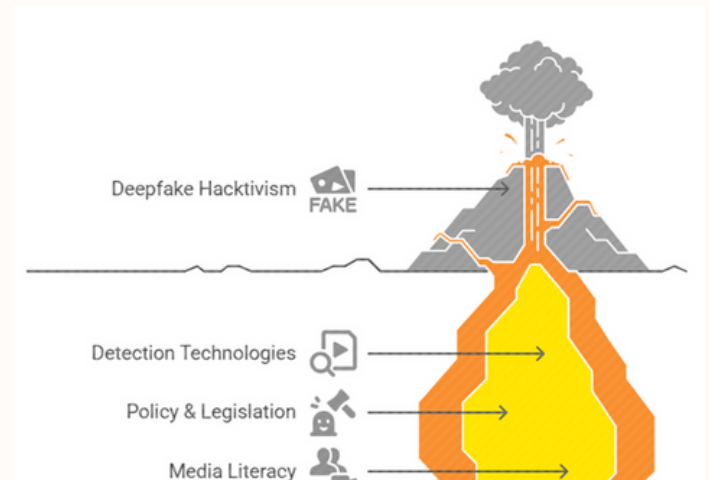 Deepfake Hacktivism
FAKE
Detection Technologies
Policy & Legislation
Media Literacy